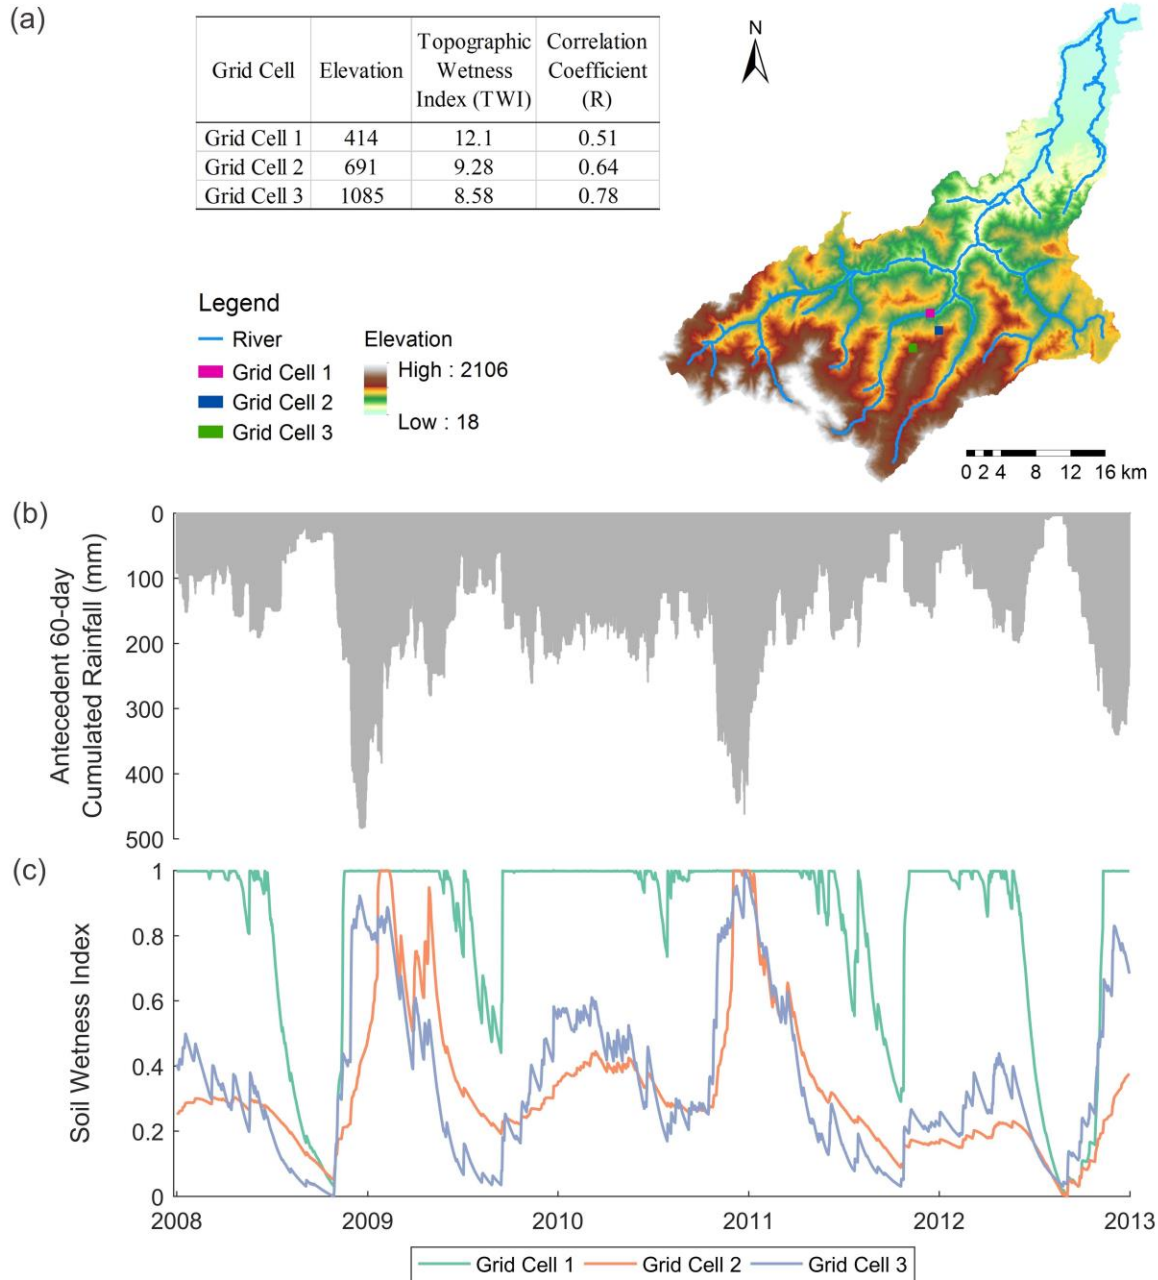 (a)
Grid Cell Elevation Topographic Wetness Index (TWI) Correlation Coefficient (R)
Grid Cell 1 414 12.1 0.51
Grid Cell 2 691 9.28 0.64
Grid Cell 3 1085 8.58 0.78
N
Legend
River
Grid Cell 1
Grid Cell 2
Grid Cell 3
Elevation
High : 2106
Low : 18
0 2 4 8 12 16 km
(b)
Antecedent 60-day
Cumulated Rainfall (mm)
0
100
200
300
400
500
(c)
Soil Wetness Index
1
0.8
0.6
0.4
0.2
0
2008 2009 2010 2011 2012 2013
Grid Cell 1 Grid Cell 2 Grid Cell 3